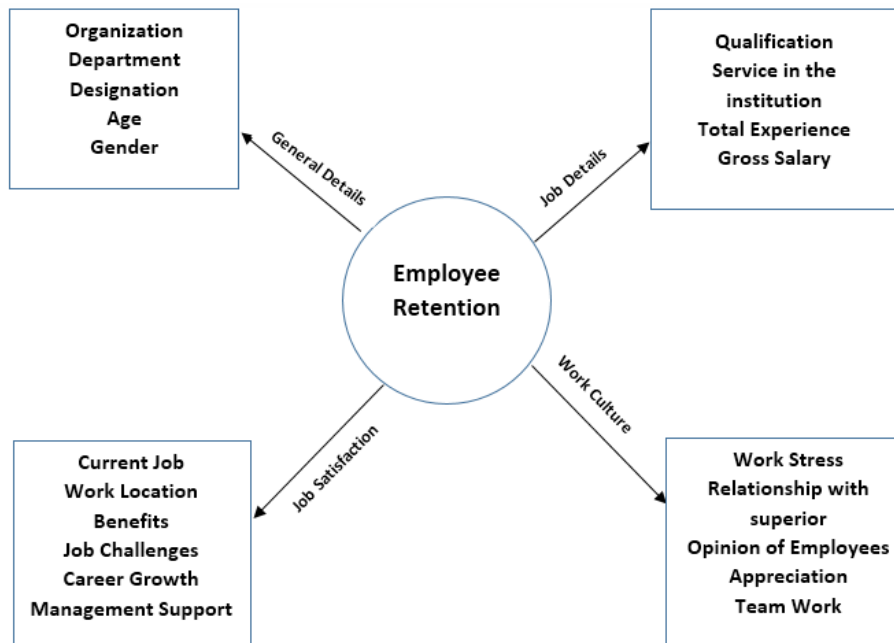 Organization
Department
Designation
Age
Gender
General Details
Qualification
Service in the
institution
Total Experience
Gross Salary
Job Details
Employee
Retention
Current Job
Work Location
Benefits
Job Challenges
Career Growth
Management Support
Job Satisfaction
Work Culture
Work Stress
Relationship with
superior
Opinion of Employees
Appreciation
Team Work